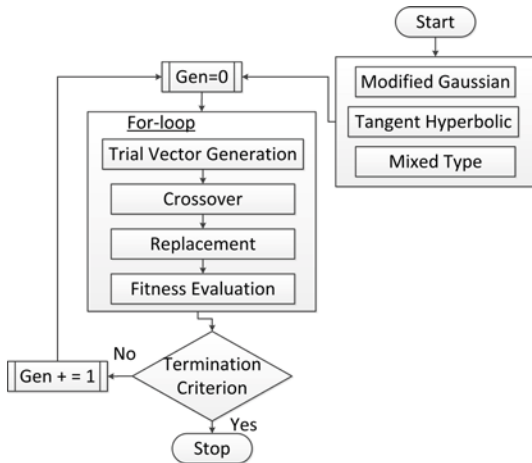 Start
Modified Gaussian
Tangent Hyperbolic
Mixed Type
Gen=0
For-loop
Trial Vector Generation
Crossover
Replacement
Fitness Evaluation
Termination
Criterion
No
Gen + = 1
Yes
Stop